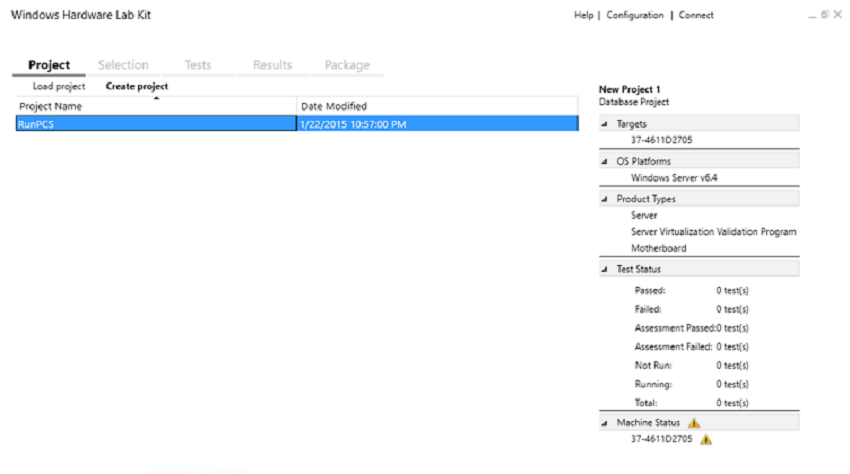 Windows Hardware Lab Kit
Help | Configuration | Connect
Project Selection Tests Results Package
Load project Create project
Project Name Date Modified
RunPCS 1/22/2015 10:57:00 PM
New Project 1
Database Project
Targets
37-4611D2705
OS Platforms
Windows Server v6.4
Product Types
Server
Server Virtualization Validation Program
Motherboard
Test Status
Passed: 0 test(s)
Failed: 0 test(s)
Assessment Passed:0 test(s)
Assessment Failed: 0 test(s)
Not Run: 0 test(s)
Running: 0 test(s)
Total: 0 test(s)
Machine Status
37-4611D2705